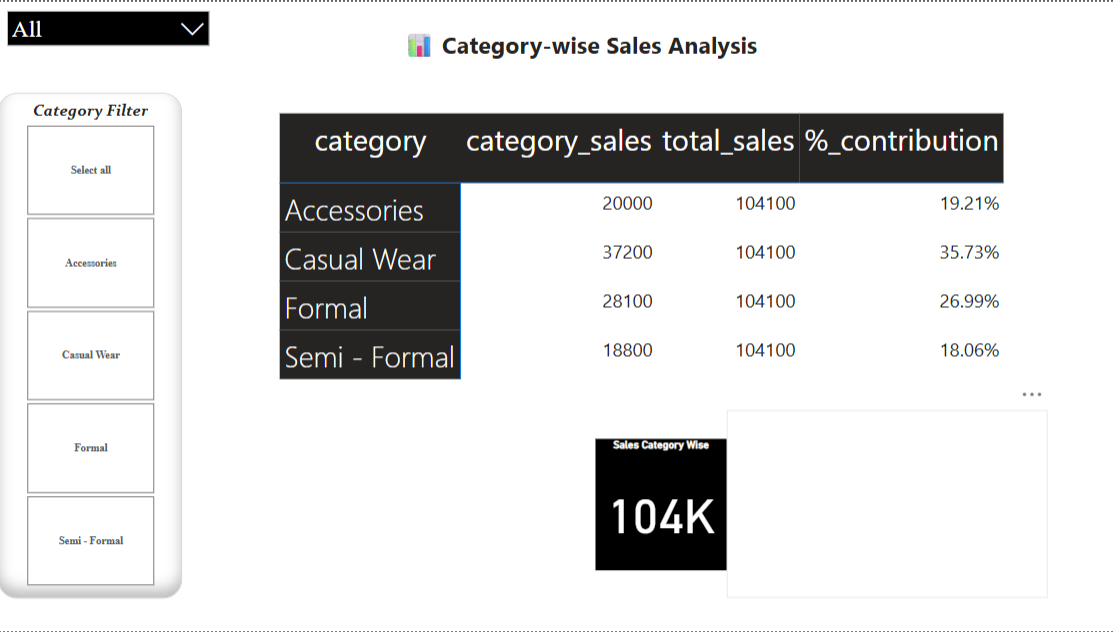 All
📊 Category-wise Sales Analysis
Category Filter
Select all
Accessories
Casual Wear
Formal
Semi - Formal
category category_sales total_sales %_contribution
Accessories 20000 104100 19.21%
Casual Wear 37200 104100 35.73%
Formal 28100 104100 26.99%
Semi - Formal 18800 104100 18.06%
Sales Category Wise
104K